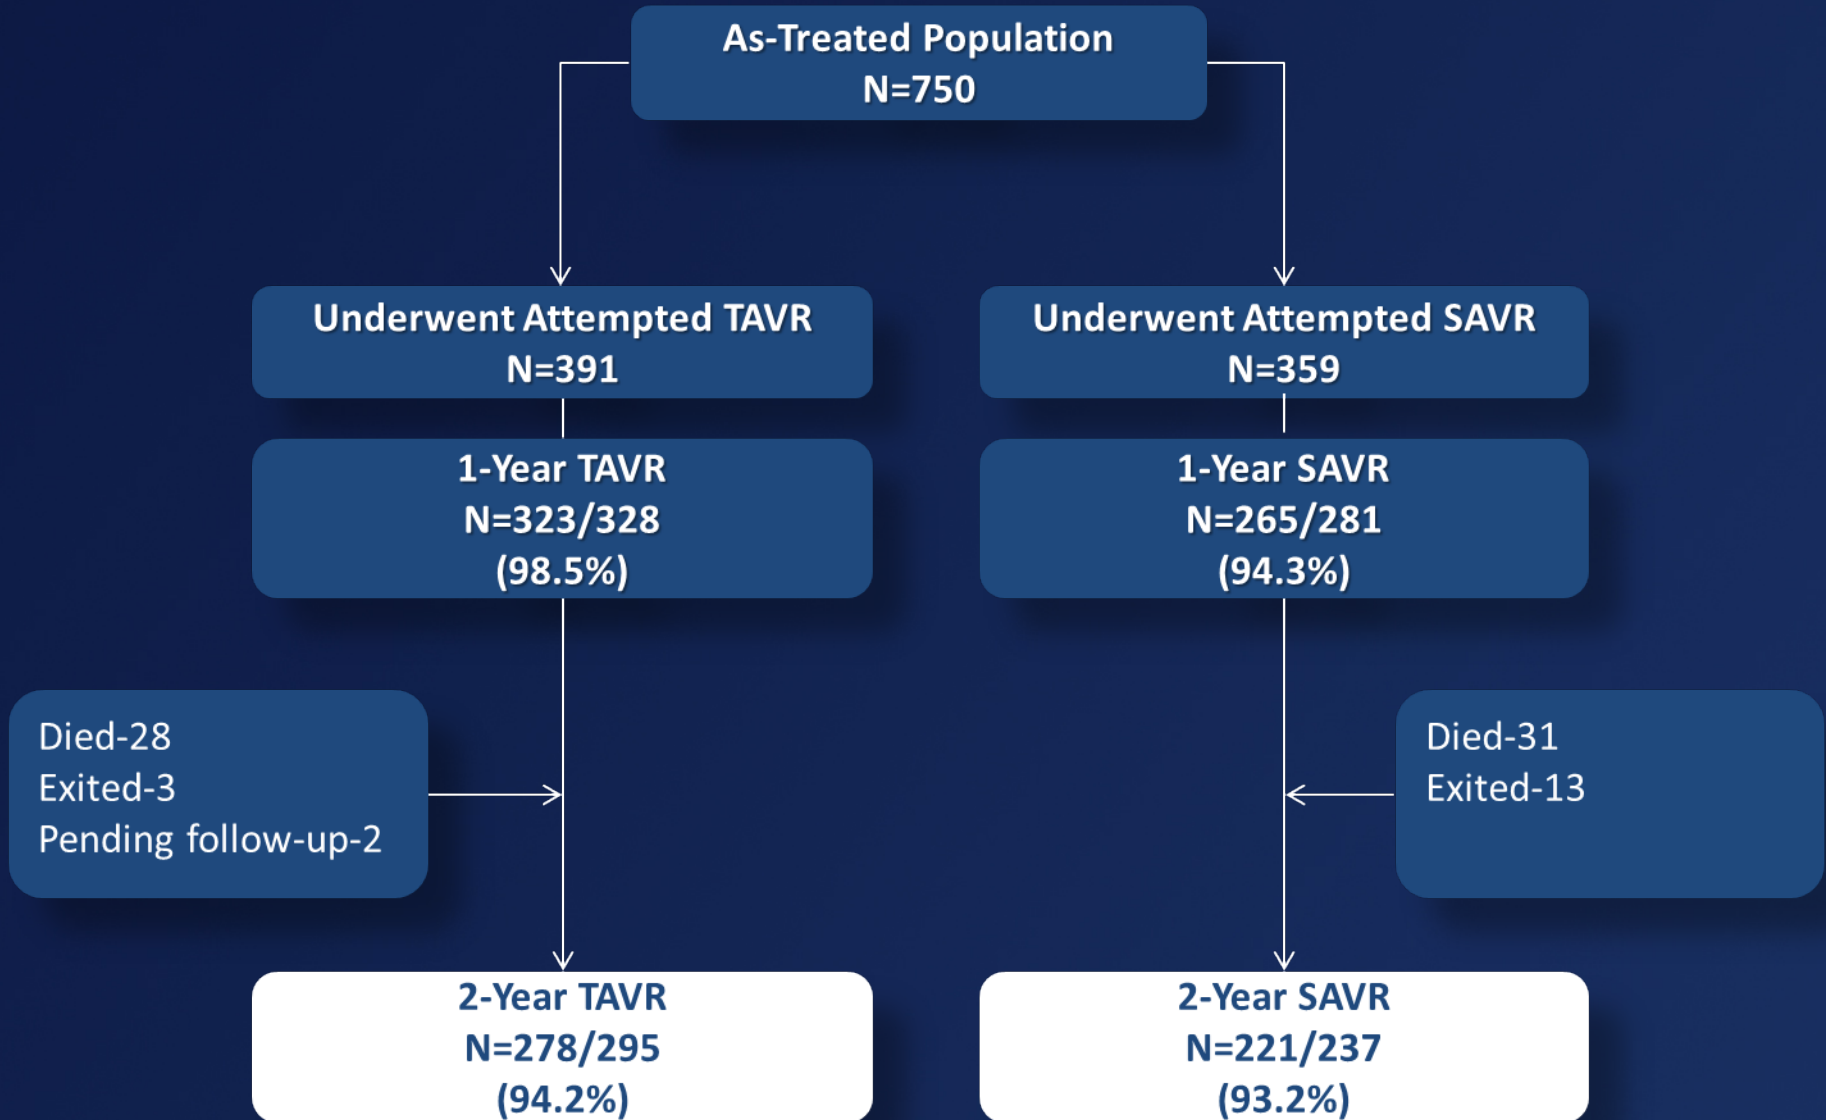 As-Treated Population
N=750
Underwent Attempted TAVR
N=391
Underwent Attempted SAVR
N=359
1-Year TAVR
N=323/328
(98.5%)
1-Year SAVR
N=265/281
(94.3%)
Died-28
Exited-3
Pending follow-up-2
Died-31
Exited-13
2-Year TAVR
N=278/295
(94.2%)
2-Year SAVR
N=221/237
(93.2%)